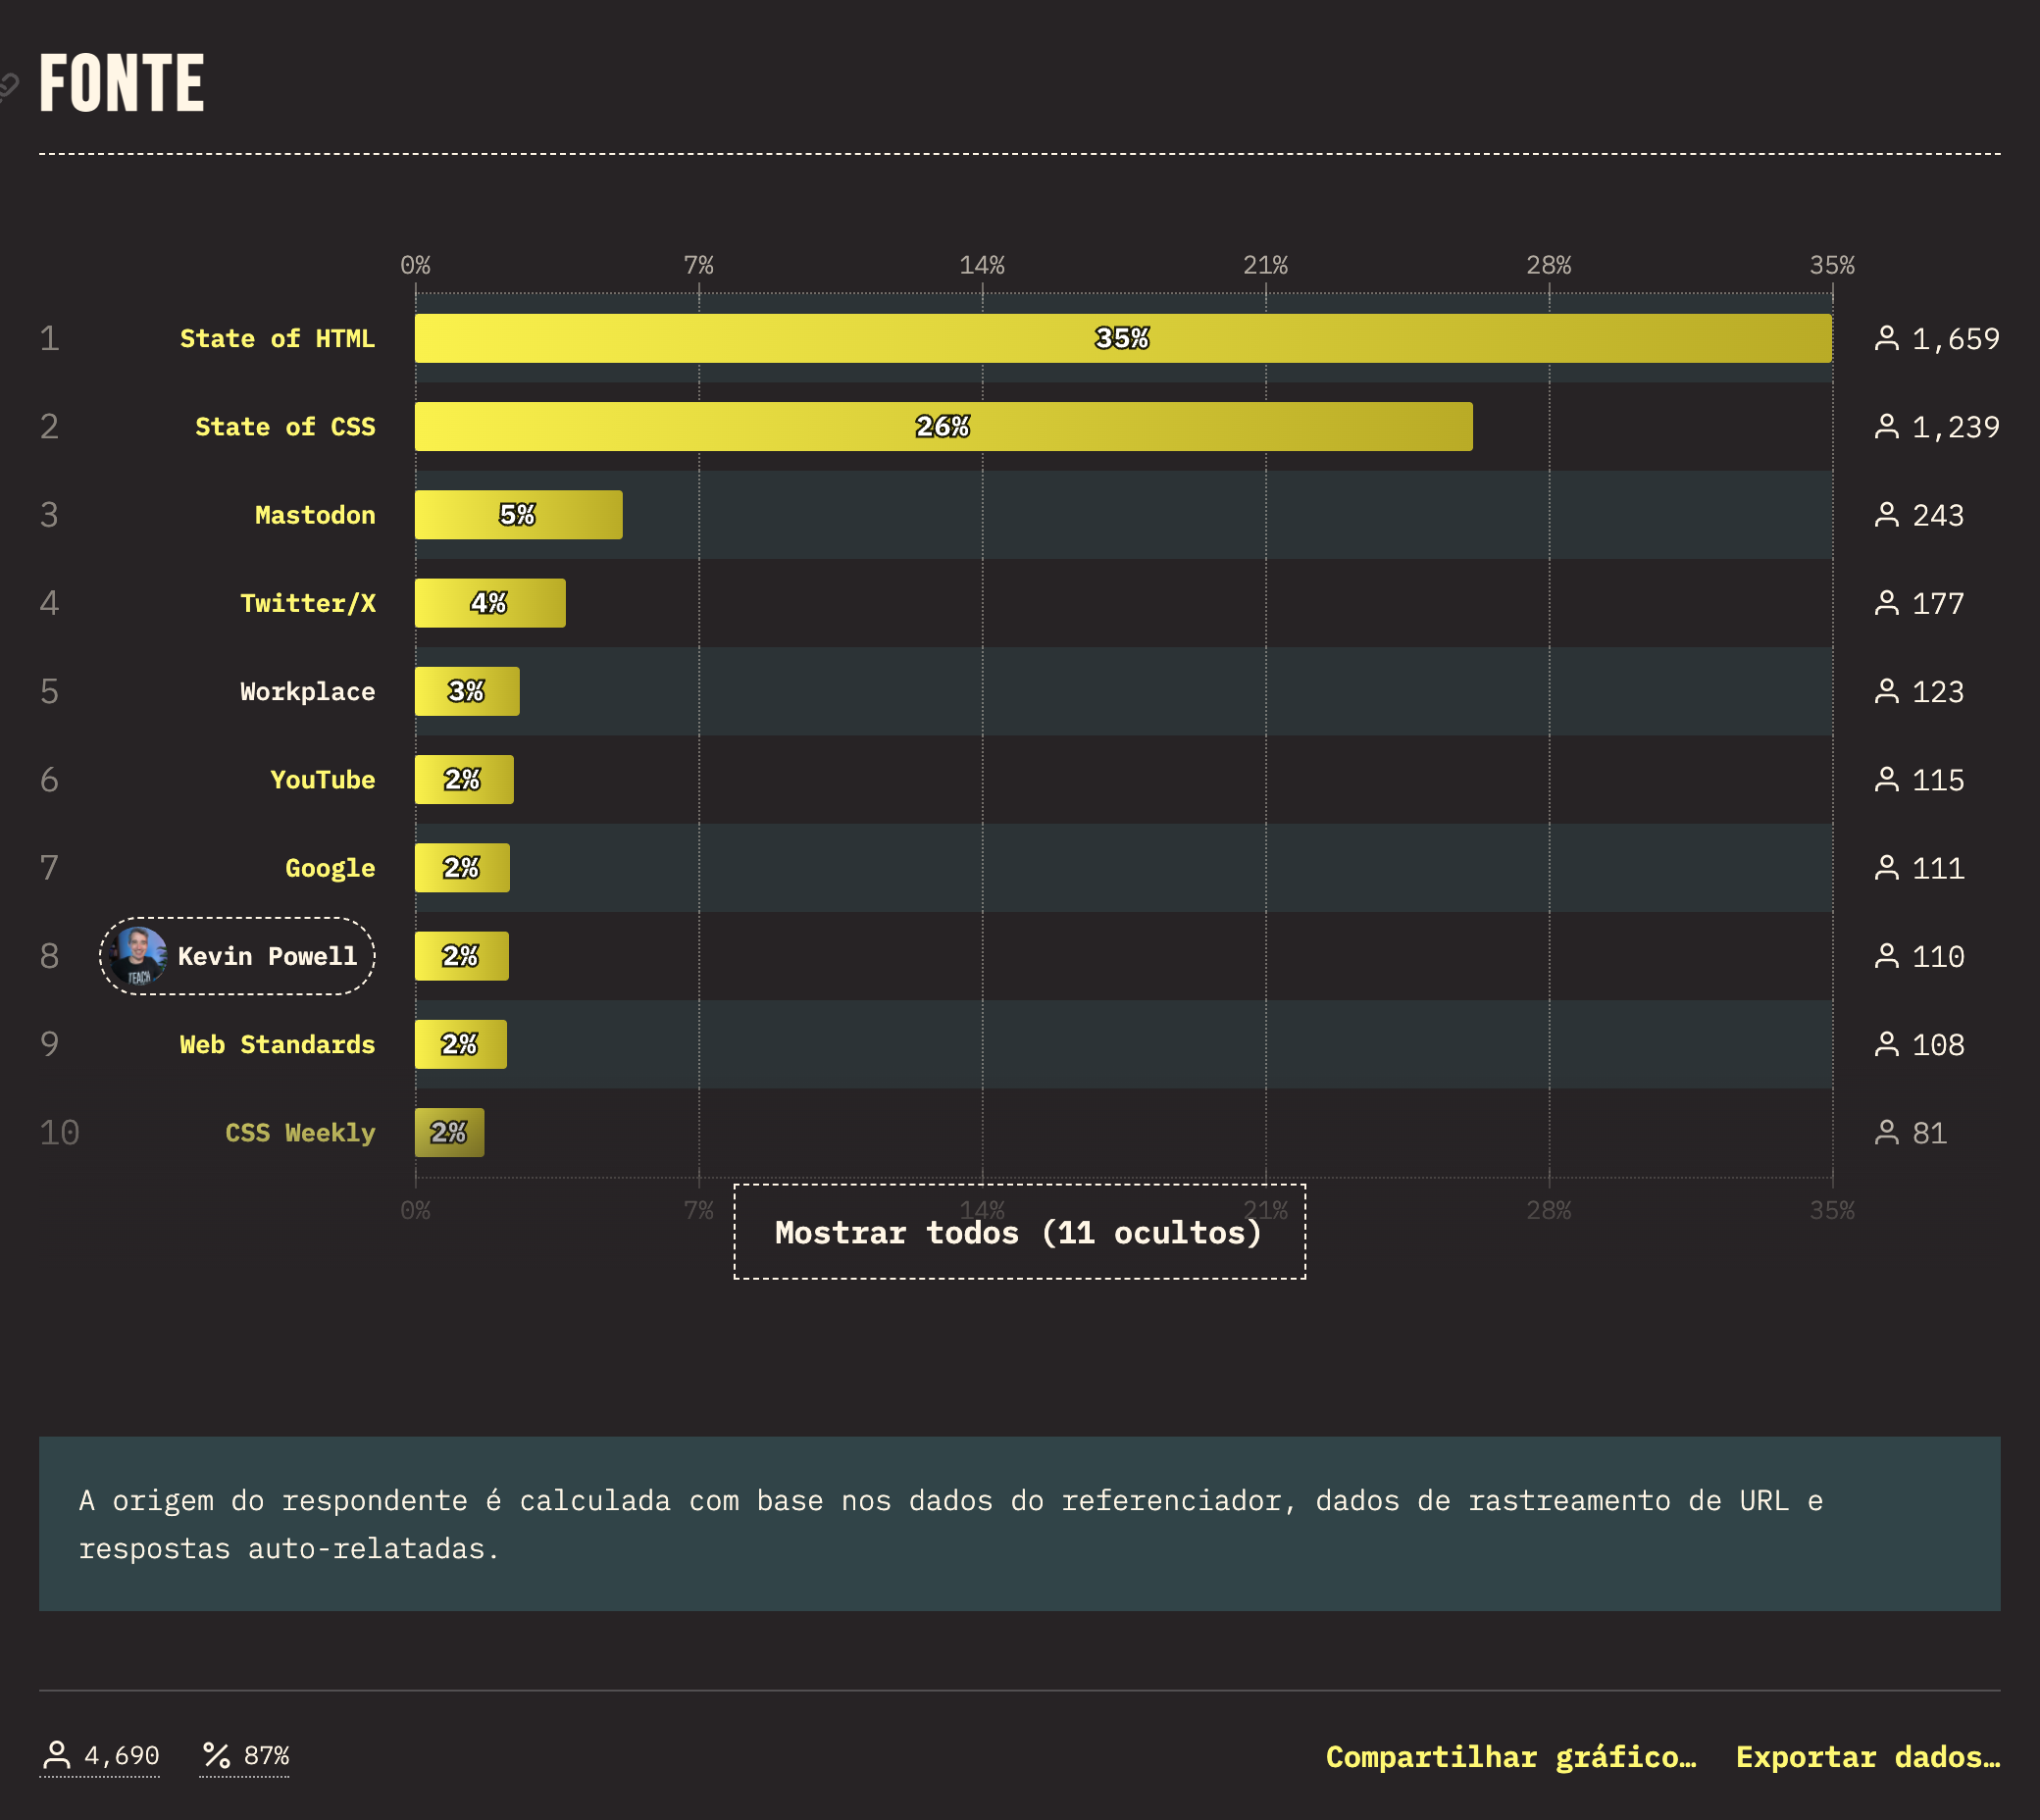 FONTE
0% 7% 14% 21% 28% 35%
1 State of HTML 35% 1,659
2 State of CSS 26% 1,239
3 Mastodon 5% 243
4 Twitter/X 4% 177
5 Workplace 3% 123
6 YouTube 2% 115
7 Google 2% 111
8 TEACH Kevin Powell 2% 110
9 Web Standards 2% 108
10 CSS Weekly 2% 81
0% 7% 14% 21% 28% 35%
Mostrar todos (11 ocultos)
A origem do respondente é calculada com base nos dados do referenciador, dados de rastreamento de URL e
respostas auto-relatadas.
4,690 % 87% Compartilhar gráfico… Exportar dados…